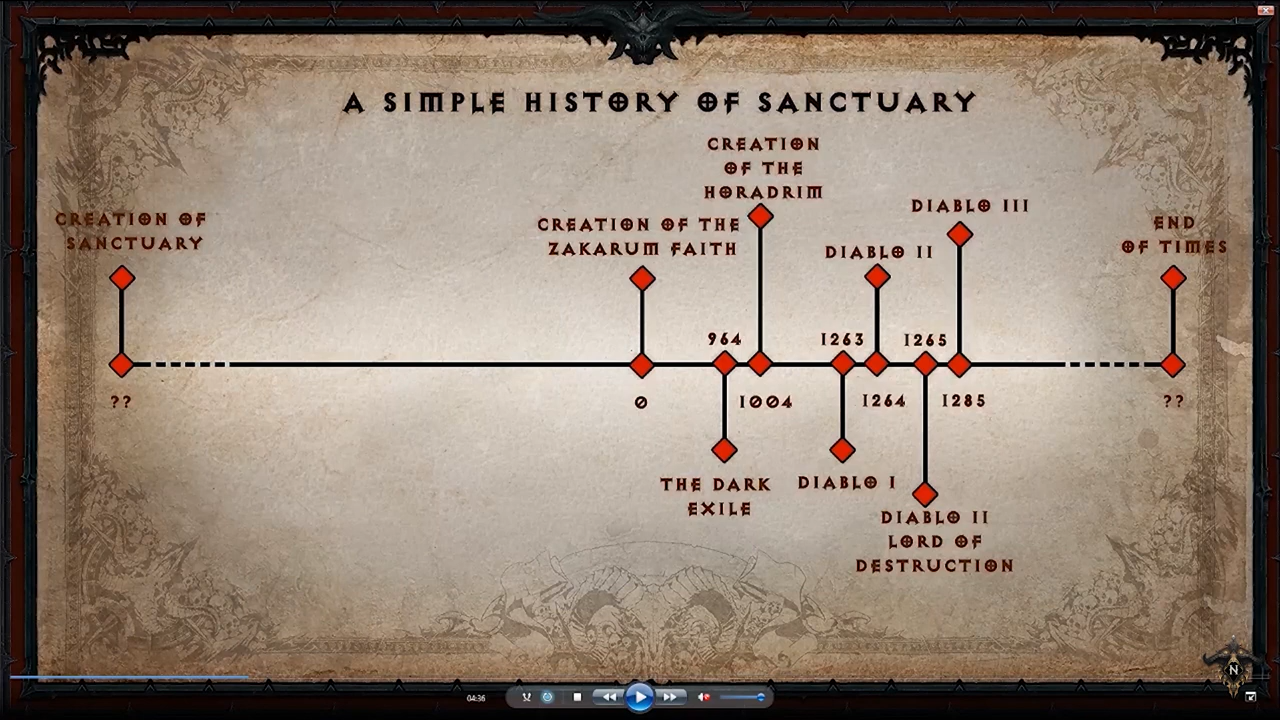 A SIMPLE HISTORY OF SANCTUARY
CREATION
OF THE
HORADRIM
CREATION OF
SANCTUARY
CREATION OF THE
ZAKARUM FAITH
DIABLO II
DIABLO III
END
OF TIMES
964
1263
1265
??
0
1004
1264
1285
??
THE DARK
EXILE
DIABLO I
DIABLO II
LORD OF
DESTRUCTION
N
04:36